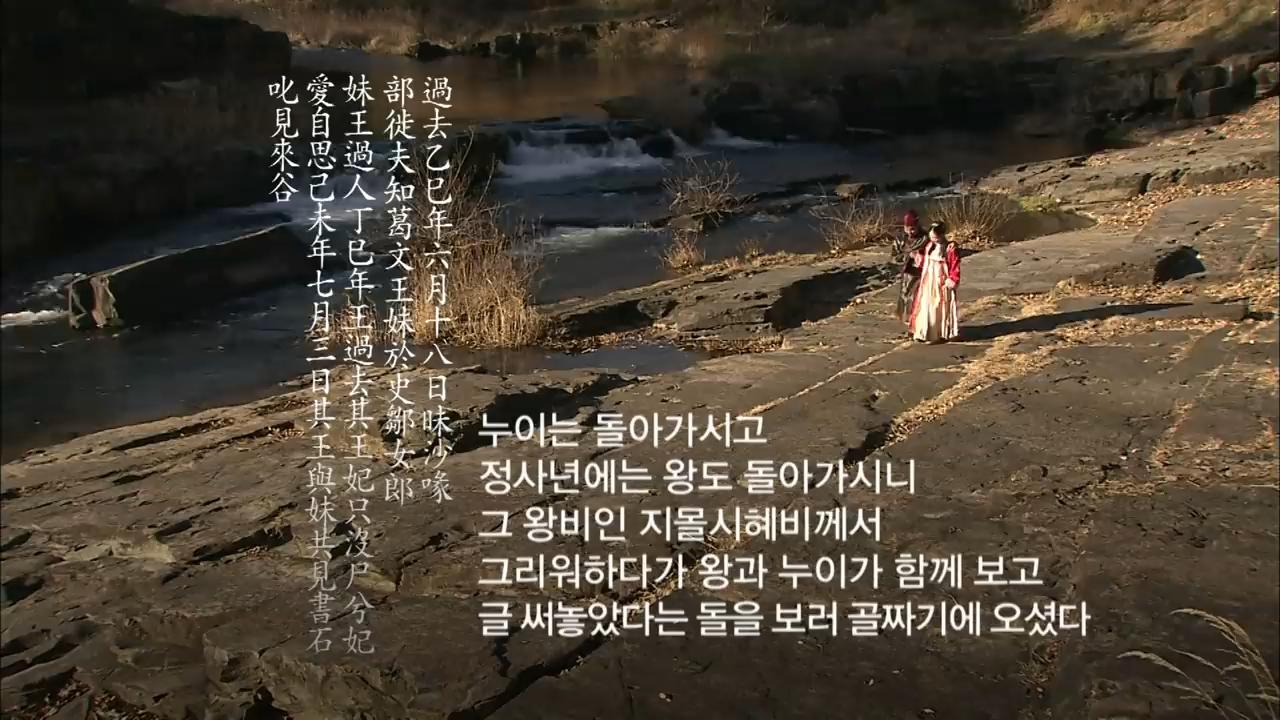 過去乙巳年六月十八日昧沙喙
部徙夫知葛文王妹於史鄒女郎
妹王過人丁巳年王過去其王妃只沒尸兮妃
愛自思己未年七月三日其王與妹共見書石
叱見來谷
누이는 돌아가시고
정사년에는 왕도 돌아가시니
그 왕비인 지몰시혜비께서
그리워하다가 왕과 누이가 함께 보고
글 써놓았다는 돌을 보러 골짜기에 오셨다